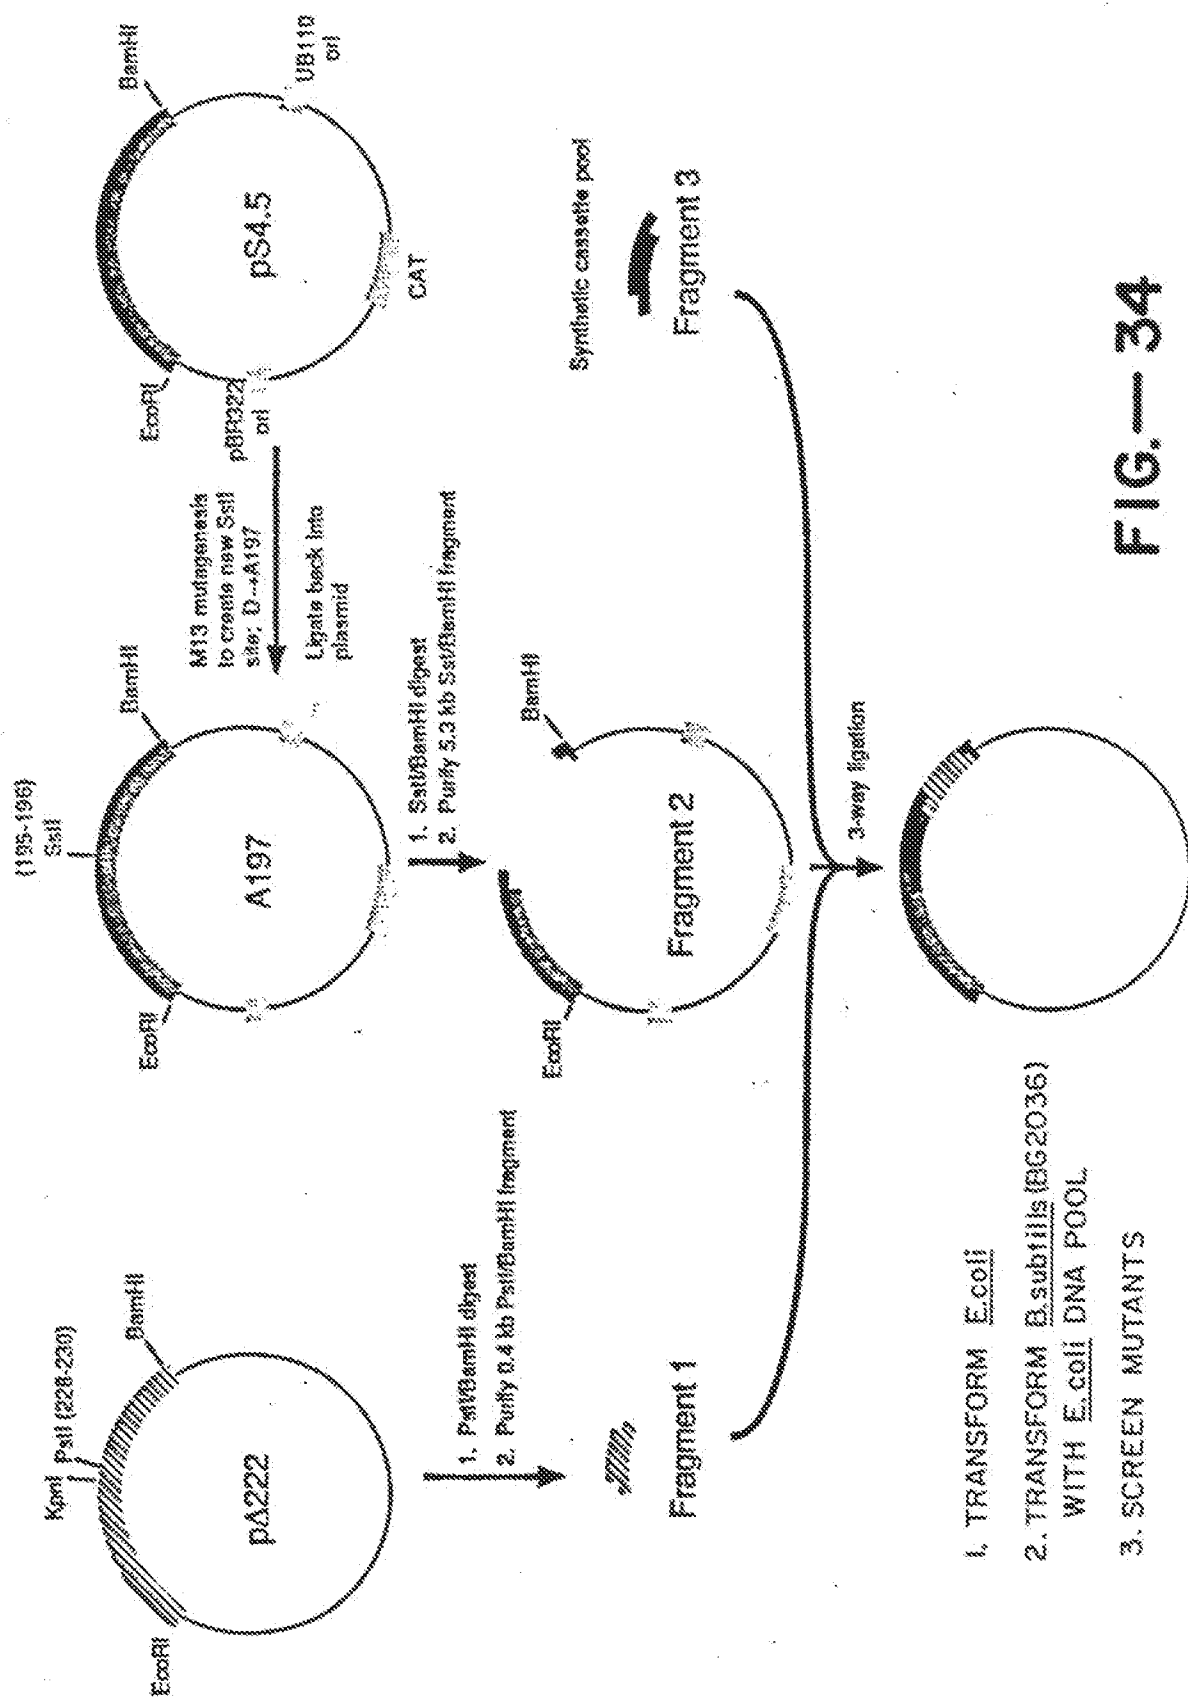 KpnI
PstI (228-230)
EcoRI
BamHI
pΔ222
(195-196)
SstI
EcoRI
BamHI
A197
M13 mutagenesis
to create new SstI
site; D→A197
Ligate back into
plasmid
EcoRI
BamHI
pS4.5
pBR322
ori
UB110
ori
CAT
1. PstI/BamHI digest
2. Purify 0.4 kb PstI/BamHI fragment
1. SstI/BamHI digest
2. Purify 5.3 kb SstI/BamHI fragment
Fragment 1
EcoRI
BamHI
Fragment 2
Synthetic cassette pool
Fragment 3
3-way ligation
1. TRANSFORM E.coli
2. TRANSFORM B.subtilis (BG2036)
WITH E.coli DNA POOL
3. SCREEN MUTANTS
FIG.—34